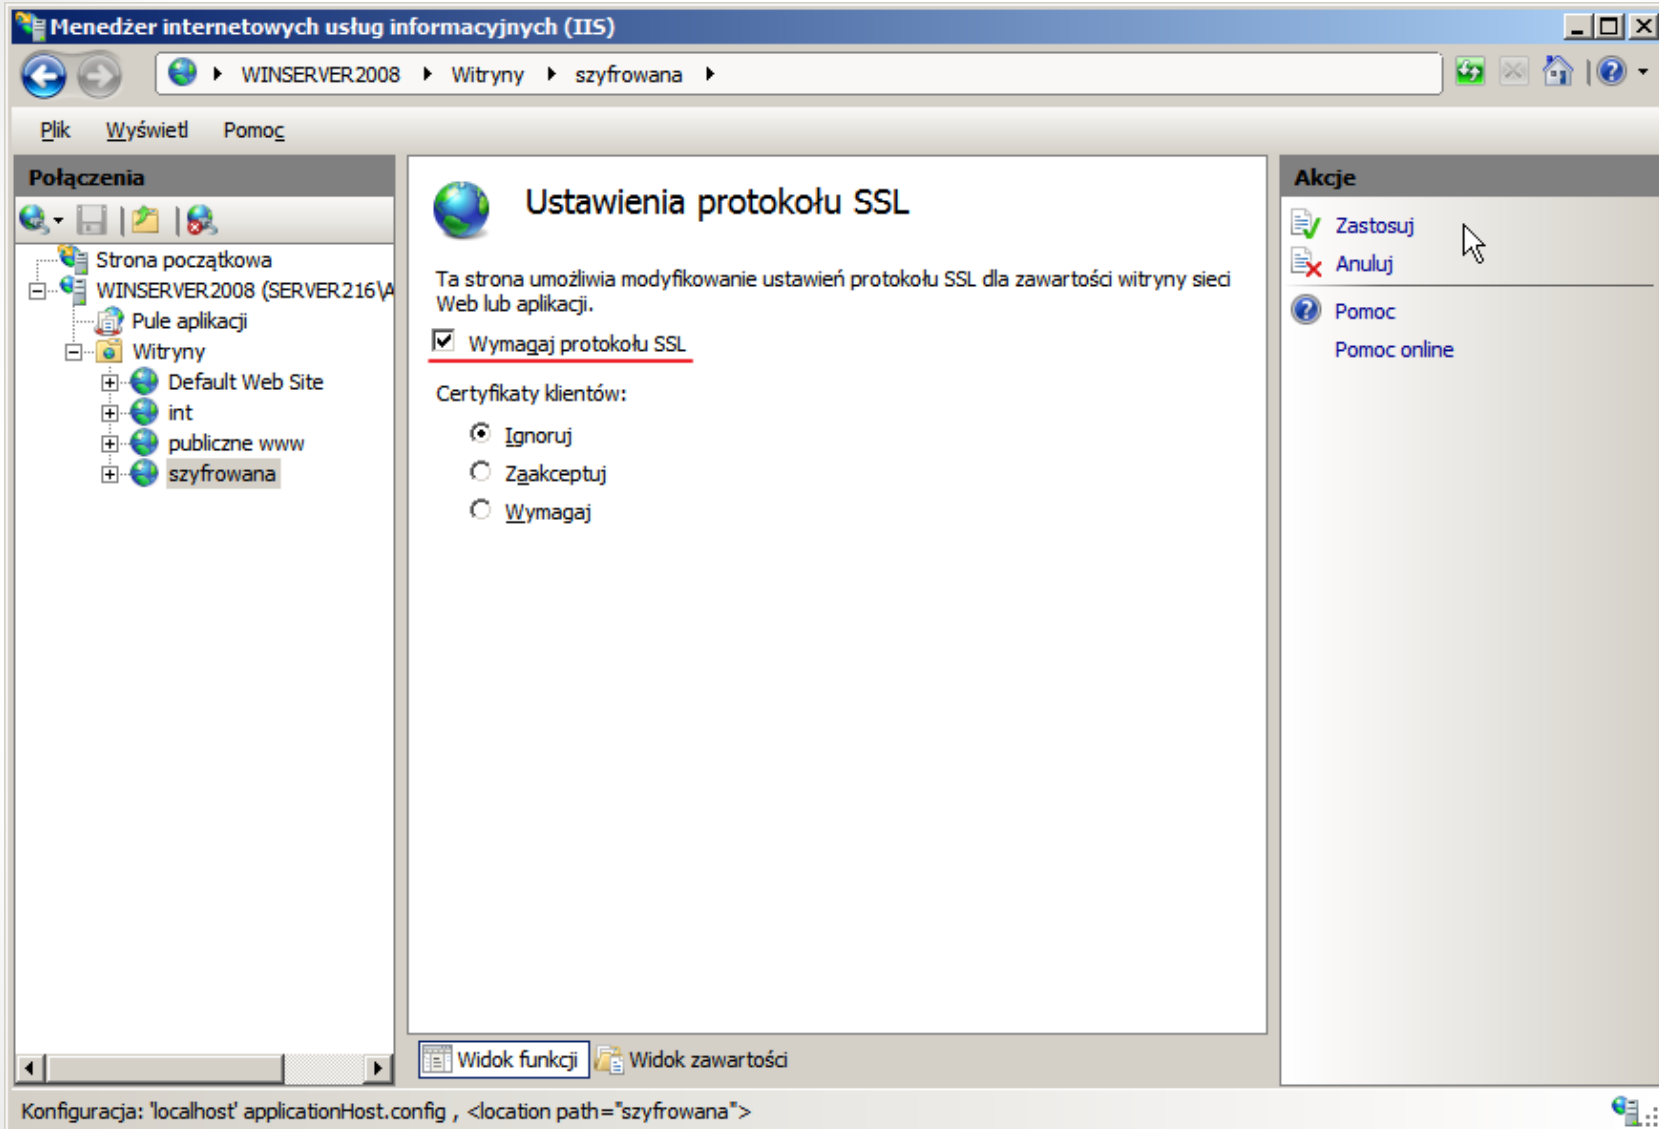 Menedżer internetowych usług informacyjnych (IIS)
WINSERVER2008 Witryny szyfrowana
Plik Wyświetl Pomoc
Połączenia
Strona początkowa
WINSERVER2008 (SERVER216\A
Pule aplikacji
Witryny
Default Web Site
int
publiczne www
szyfrowana
Ustawienia protokołu SSL
Ta strona umożliwia modyfikowanie ustawień protokołu SSL dla zawartości witryny sieci
Web lub aplikacji.
Wymagaj protokołu SSL
Certyfikaty klientów:
Ignoruj
Zaakceptuj
Wymagaj
Widok funkcji Widok zawartości
Akcje
Zastosuj
Anuluj
Pomoc
Pomoc online
Konfiguracja: 'localhost' applicationHost.config , <location path="szyfrowana">